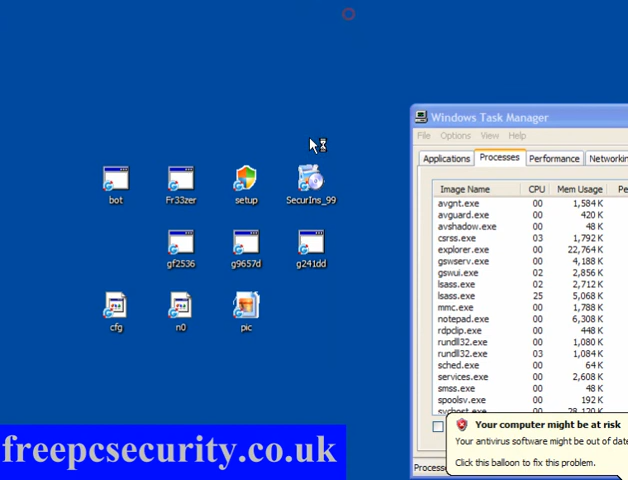 Windows Task Manager
File Options View Help
Applications Processes Performance Networkin
Image Name CPU Mem Usage Pe
avgnt.exe 00 1,584 K
avguard.exe 00 420 K
avshadow.exe 00 48 K
csrss.exe 03 1,792 K
explorer.exe 00 22,764 K
gswserv.exe 00 4,188 K
gswui.exe 02 2,856 K
lsass.exe 02 2,712 K
lsass.exe 25 5,068 K
mmc.exe 00 1,788 K
notepad.exe 00 6,308 K
rdpclip.exe 00 448 K
rundll32.exe 00 1,080 K
rundll32.exe 03 1,084 K
sched.exe 00 64 K
services.exe 00 2,608 K
smss.exe 00 48 K
spoolsv.exe 00 192 K
svchost.exe 00 28,120 K
bot Fr33zer setup SecurIns_99
gf2536 g9657d g241dd
cfg n0 pic
Your computer might be at risk
Your antivirus software might be out of date
Click this balloon to fix this problem.
Processe
freepcsecurity.co.uk